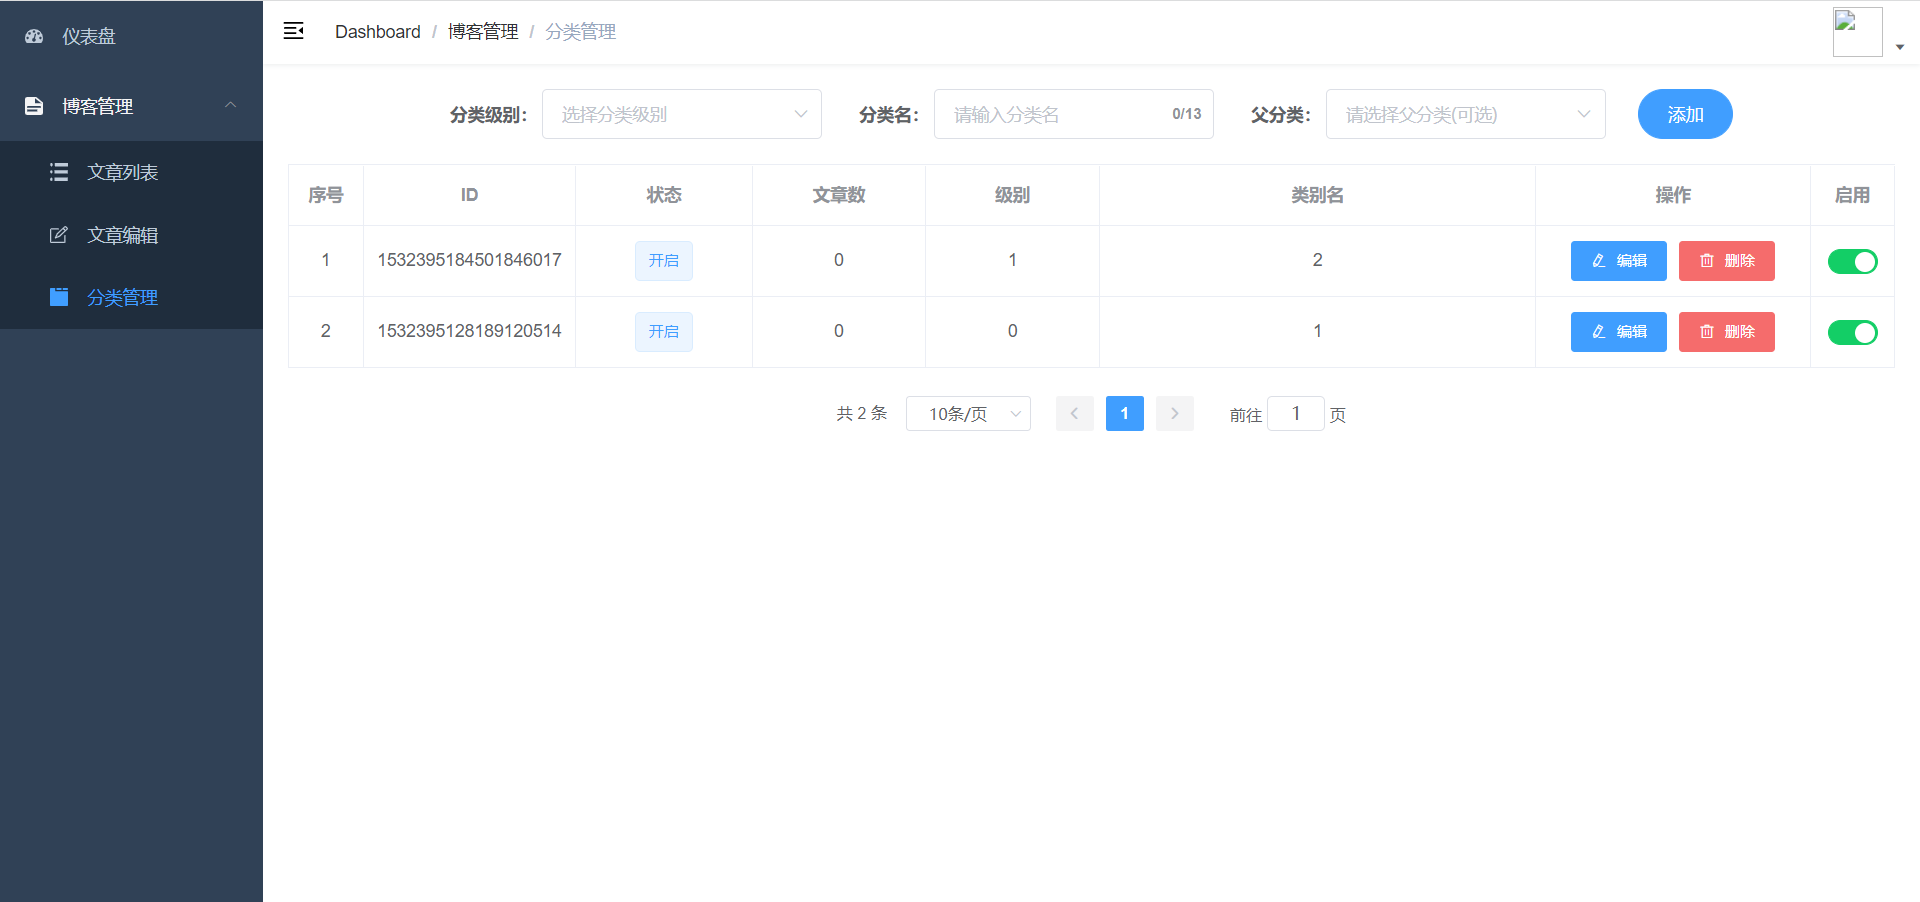 仪表盘
博客管理
文章列表
文章编辑
分类管理
Dashboard / 博客管理 / 分类管理
分类级别: 选择分类级别 分类名: 请输入分类名 0/13 父分类: 请选择父分类(可选) 添加
序号 ID 状态 文章数 级别 类别名 操作 启用
1 1532395184501846017 开启 0 1 2 编辑 删除
2 1532395128189120514 开启 0 0 1 编辑 删除
共 2 条 10条/页 1 前往 1 页